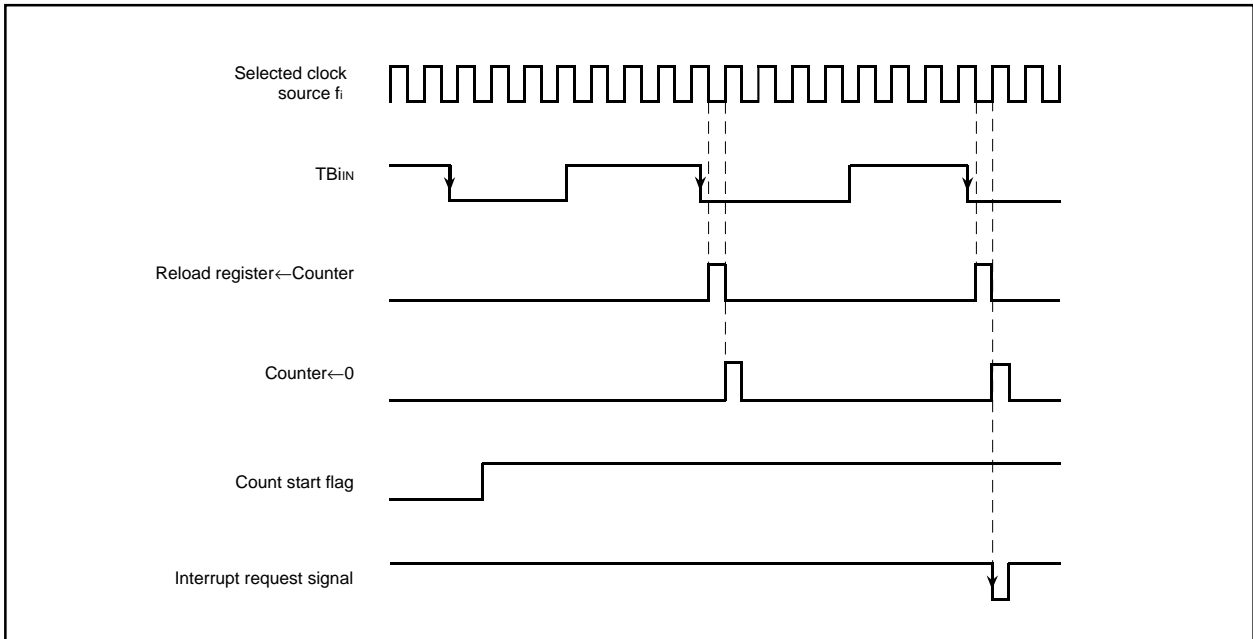 Selected clock
source fi
TBiIN
Reload register←Counter
Counter←0
Count start flag
Interrupt request signal